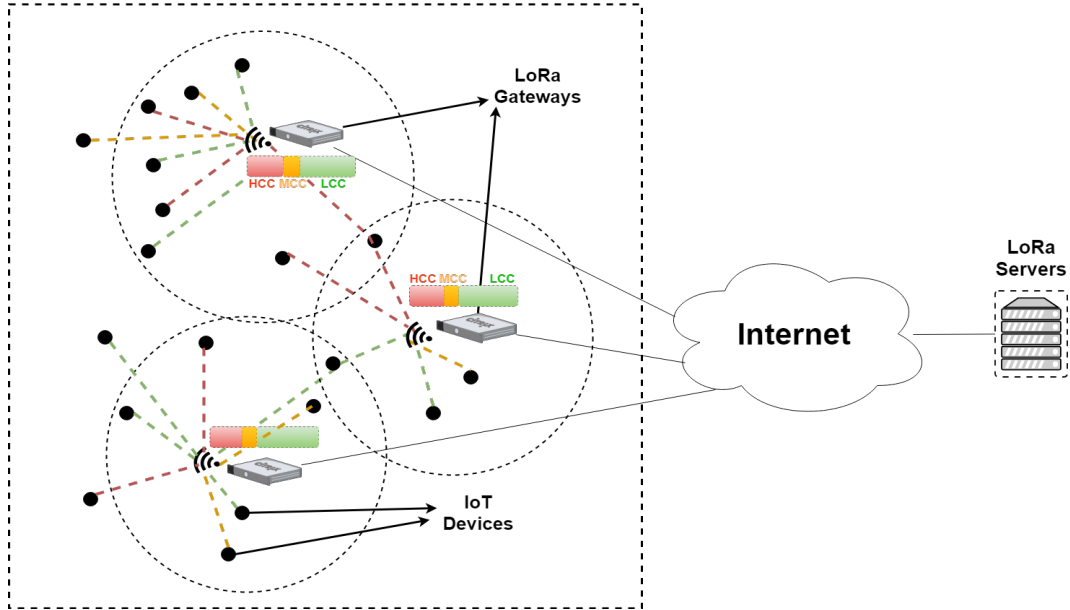 LoRa
Gateways
HCC MCC LCC
HCC MCC LCC
LoRa
Servers
Internet
IoT
Devices